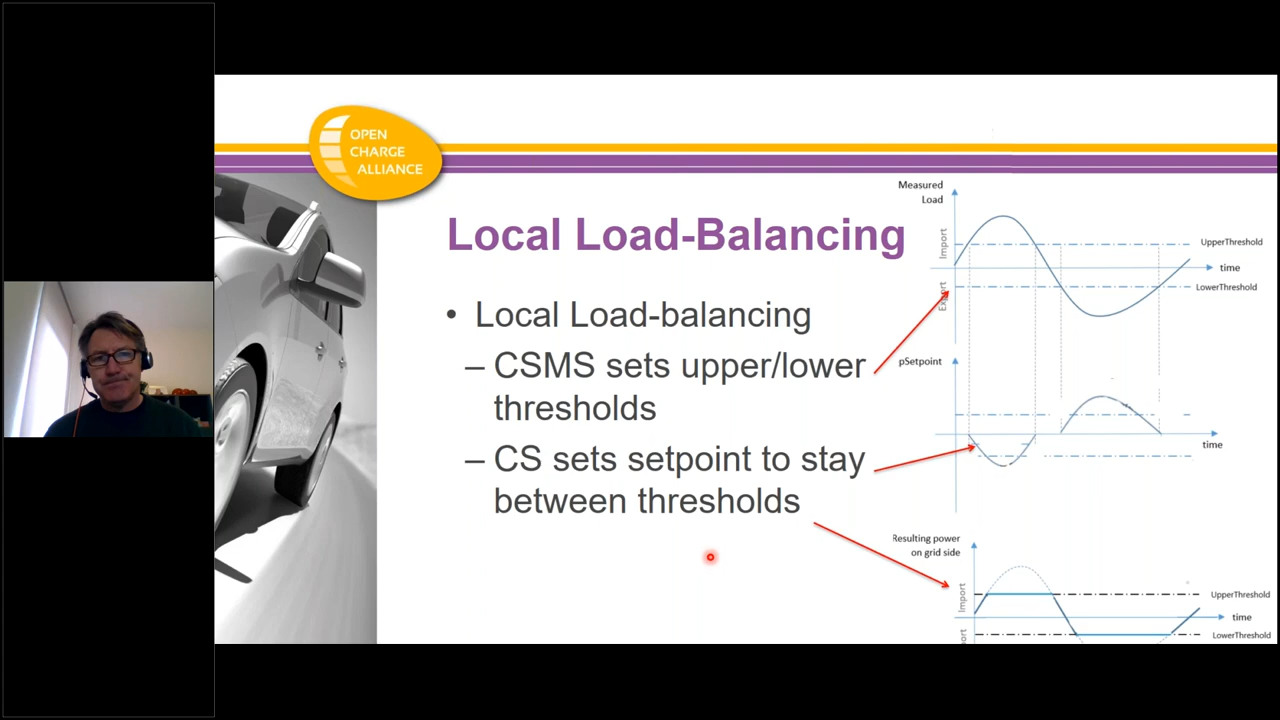 OPEN
CHARGE
ALLIANCE
Local Load-Balancing
• Local Load-balancing
– CSMS sets upper/lower
thresholds
– CS sets setpoint to stay
between thresholds
Measured
Load
Import
UpperThreshold
time
LowerThreshold
pSetpoint
time
Resulting power
on grid side
Import
UpperThreshold
time
LowerThreshold